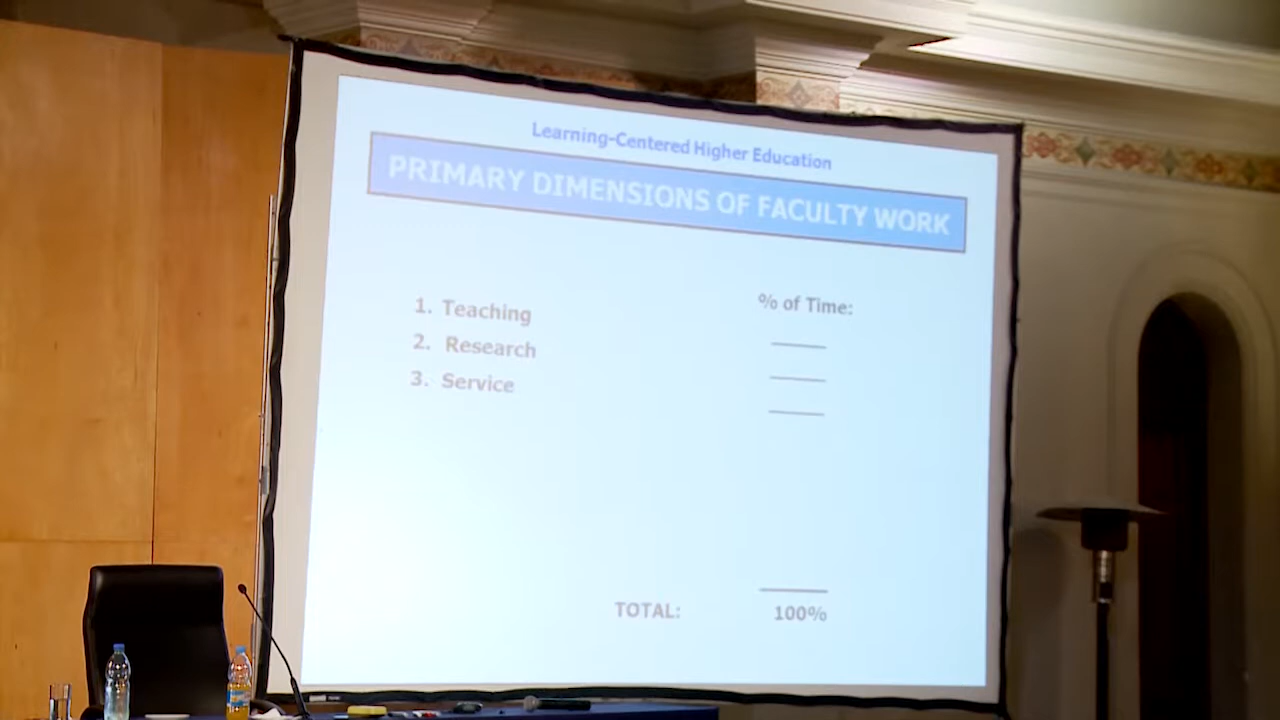 Learning-Centered Higher Education
PRIMARY DIMENSIONS OF FACULTY WORK
% of Time:
1. Teaching
2. Research
3. Service
TOTAL: 100%